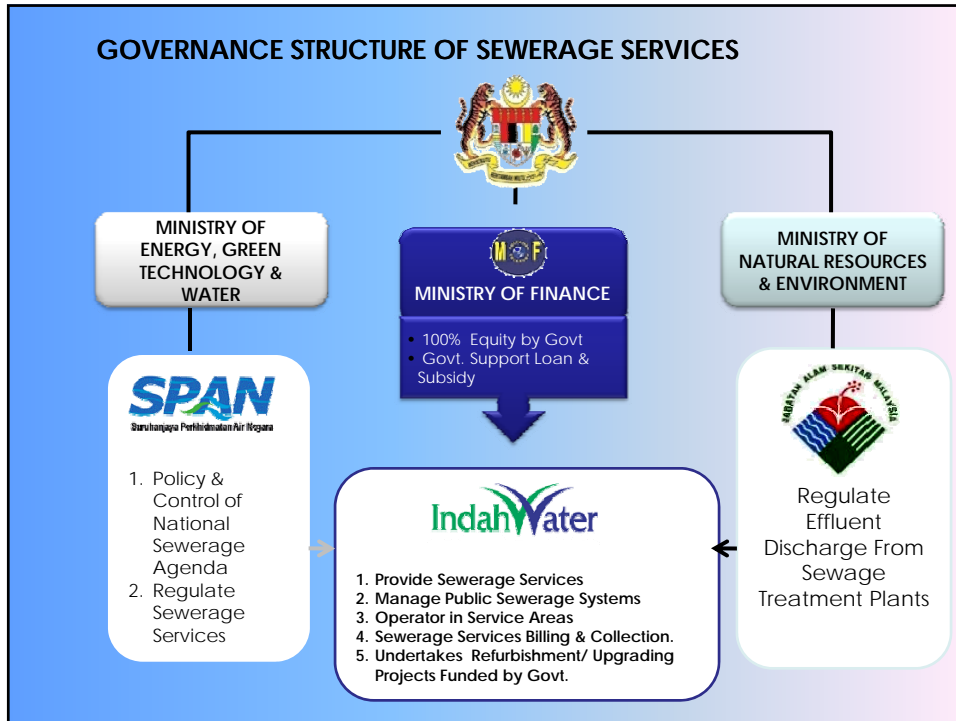 GOVERNANCE STRUCTURE OF SEWERAGE SERVICES
MINISTRY OF
ENERGY, GREEN
TECHNOLOGY &
WATER
M F
MINISTRY OF FINANCE
• 100% Equity by Govt
• Govt. Support Loan &
Subsidy
MINISTRY OF
NATURAL RESOURCES
& ENVIRONMENT
SPAN
Suruhanjaya Perkhidmatan Air Negara
1. Policy &
Control of
National
Sewerage
Agenda
2. Regulate
Sewerage
Services
IndahWater
1. Provide Sewerage Services
2. Manage Public Sewerage Systems
3. Operator in Service Areas
4. Sewerage Services Billing & Collection.
5. Undertakes Refurbishment/ Upgrading
Projects Funded by Govt.
JABATAN ALAM SEKITAR MALAYSIA
Regulate
Effluent
Discharge From
Sewage
Treatment Plants